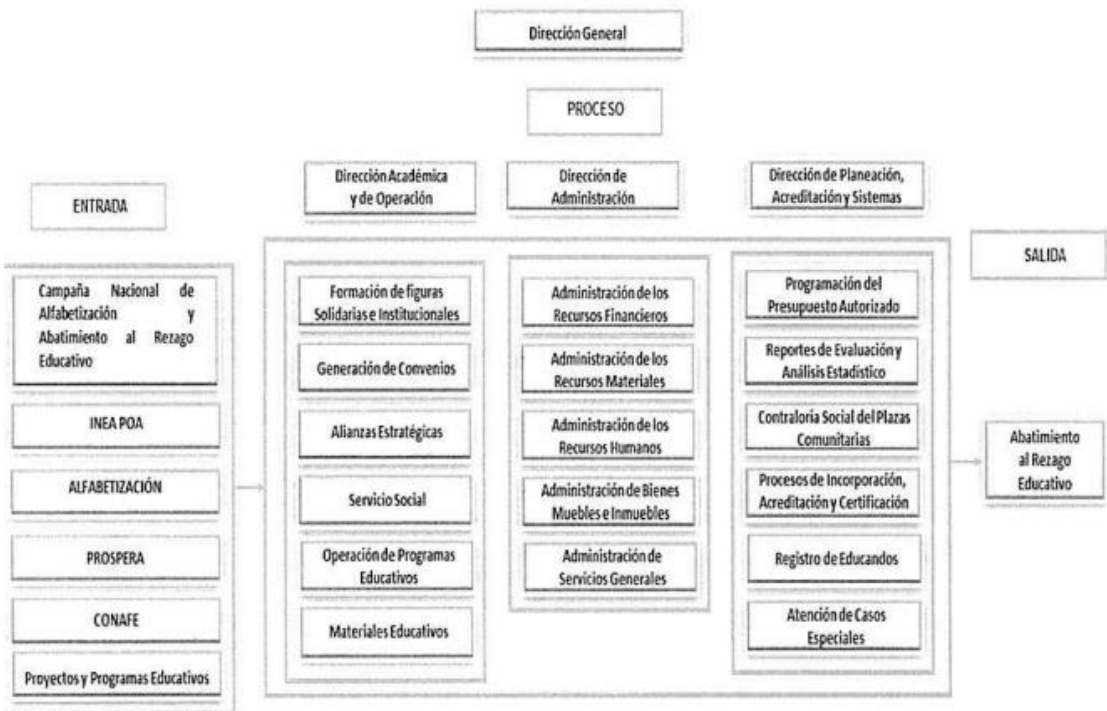 Dirección General
PROCESO
Dirección Académica
y de Operación
Dirección de
Administración
Dirección de Planeación,
Acreditación y Sistemas
ENTRADA
SALIDA
Campaña Nacional de
Alfabetización y
Abatimiento al Rezago
Educativo
INEA POA
ALFABETIZACIÓN
PROSPERA
CONAFE
Proyectos y Programas Educativos
Formación de figuras
Solidarias e Institucionales
Generación de Convenios
Alianzas Estratégicas
Servicio Social
Operación de Programas
Educativos
Materiales Educativos
Administración de los
Recursos Financieros
Administración de los
Recursos Materiales
Administración de los
Recursos Humanos
Administración de Bienes
Muebles e Inmuebles
Administración de
Servicios Generales
Programación del
Presupuesto Autorizado
Reportes de Evaluación y
Análisis Estadístico
Contraloría Social del Plazas
Comunitarias
Procesos de Incorporación,
Acreditación y Certificación
Registro de Educandos
Atención de Casos
Especiales
Abatimiento
al Rezago
Educativo